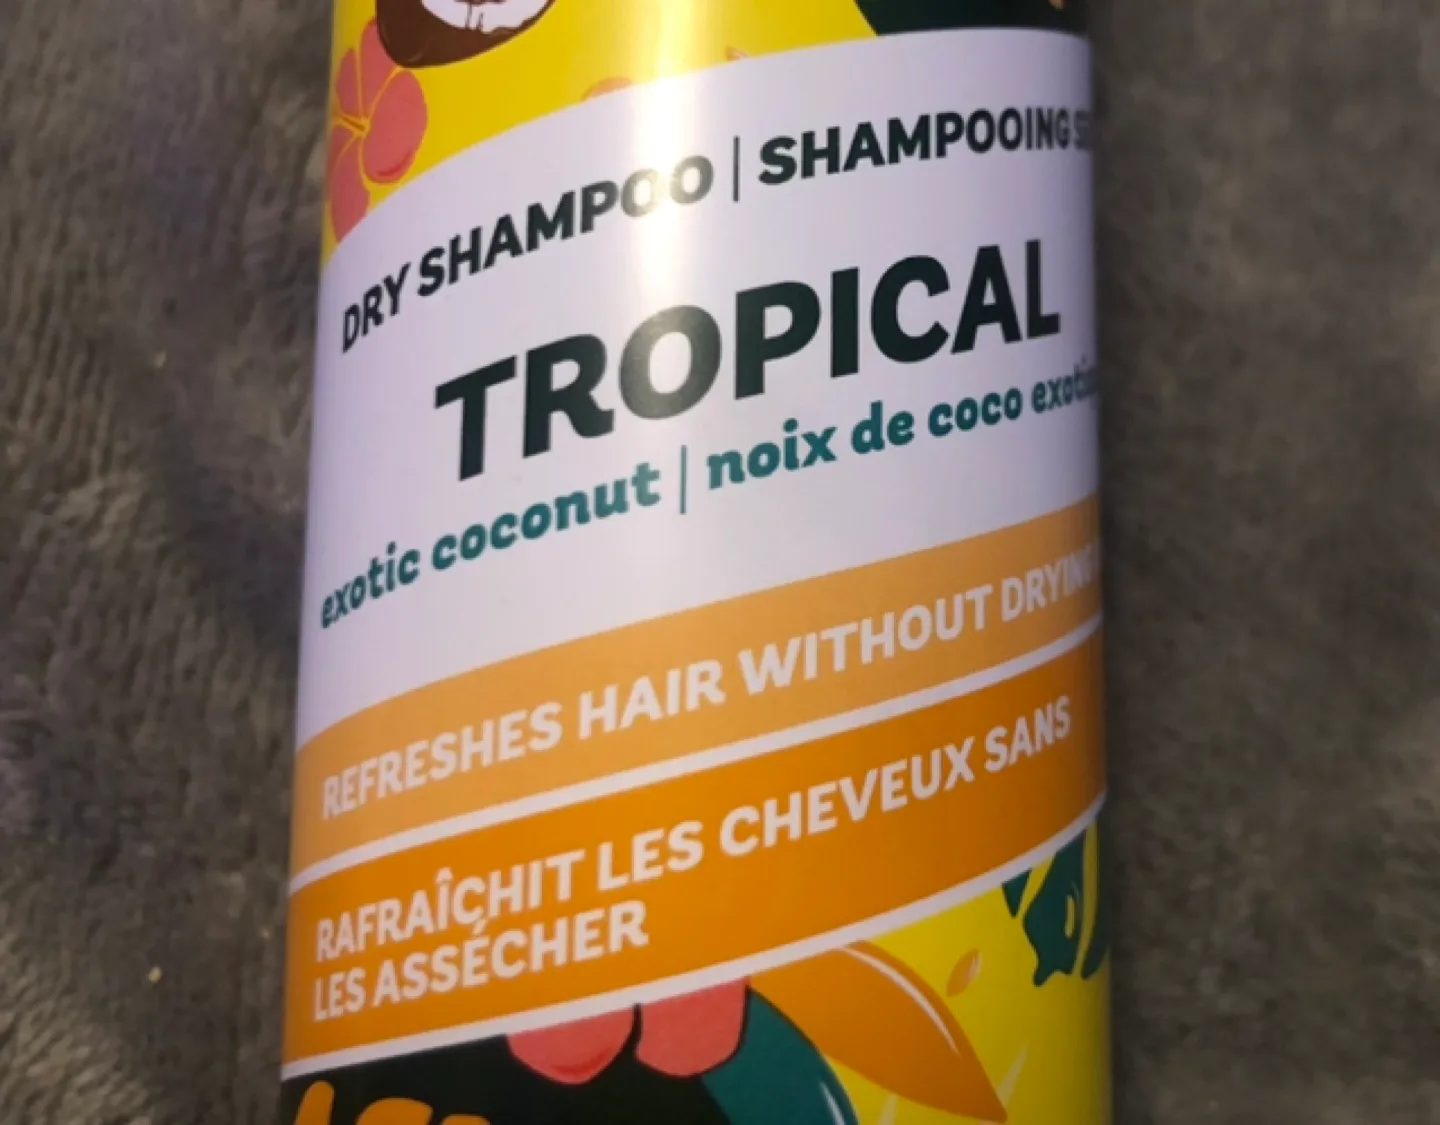 DRY SHAMPOO | SHAMPOOING
TROPICAL
exotic coconut | noix de coco
REFRESHES HAIR WITHOUT DRYING
RAFRAÎCHIT LES CHEVEUX SANS
LES ASSÉCHER